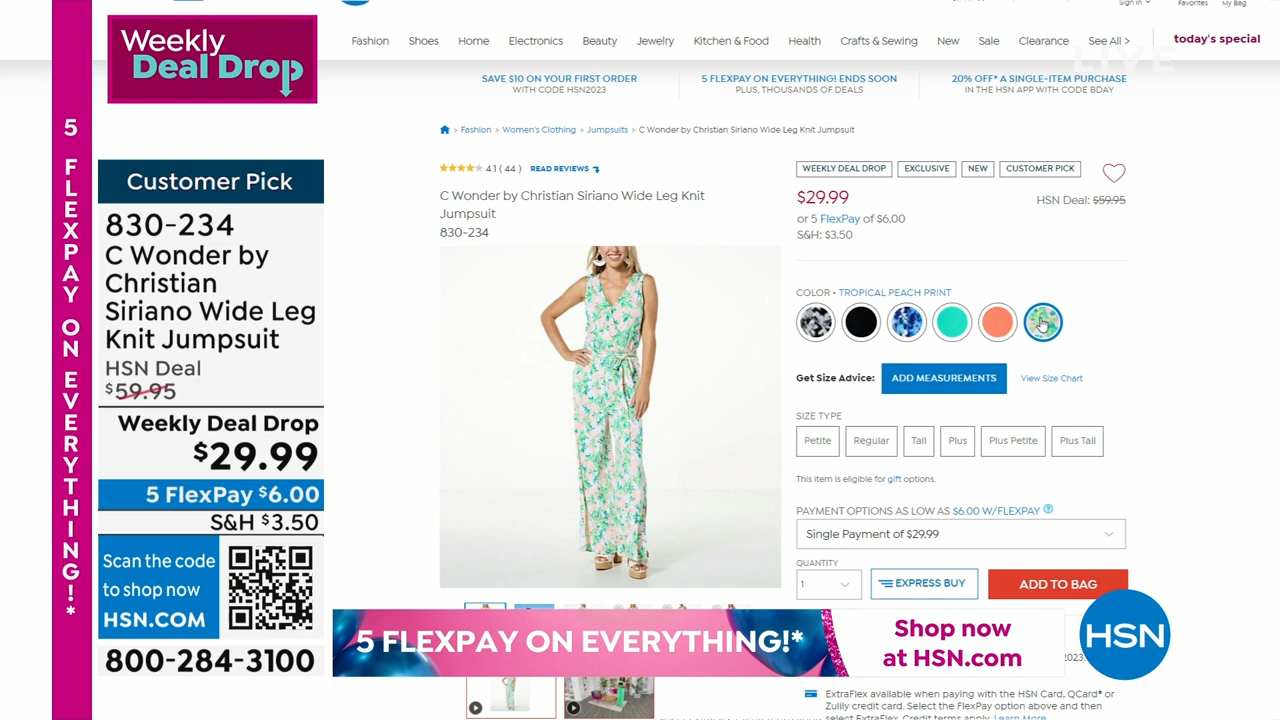 Sign in
Favorites
My Bag
Weekly
Deal Drop
Fashion
Shoes
Home
Electronics
Beauty
Jewelry
Kitchen & Food
Health
Crafts & Sewing
New
Sale
Clearance
See All >
today's special
LIVE
SAVE $10 ON YOUR FIRST ORDER
WITH CODE HSN2023
5 FLEXPAY ON EVERYTHING! ENDS SOON
PLUS, THOUSANDS OF DEALS
20% OFF* A SINGLE-ITEM PURCHASE
IN THE HSN APP WITH CODE BDAY
5 FLEXPAY ON EVERYTHING!*
> Fashion > Women's Clothing > Jumpsuits > C Wonder by Christian Siriano Wide Leg Knit Jumpsuit
4.1 ( 44 ) READ REVIEWS
C Wonder by Christian Siriano Wide Leg Knit
Jumpsuit
830-234
WEEKLY DEAL DROP
EXCLUSIVE
NEW
CUSTOMER PICK
$29.99
HSN Deal: $59.95
or 5 FlexPay of $6.00
S&H: $3.50
COLOR • TROPICAL PEACH PRINT
Get Size Advice:
ADD MEASUREMENTS
View Size Chart
SIZE TYPE
Petite
Regular
Tall
Plus
Plus Petite
Plus Tall
This item is eligible for gift options.
PAYMENT OPTIONS AS LOW AS $6.00 W/FLEXPAY ?
Single Payment of $29.99
QUANTITY
1
EXPRESS BUY
ADD TO BAG
Customer Pick
830-234
C Wonder by
Christian
Siriano Wide Leg
Knit Jumpsuit
HSN Deal
$59.95
Weekly Deal Drop
$29.99
5 FlexPay $6.00
S&H $3.50
Scan the code
to shop now
HSN.COM
800-284-3100
5 FLEXPAY ON EVERYTHING!*
Shop now
at HSN.com
HSN
2023.
ExtraFlex available when paying with the HSN Card, QCard® or
Zulily credit card. Select the FlexPay option above and then
select ExtraFlex. Credit terms apply. Learn More